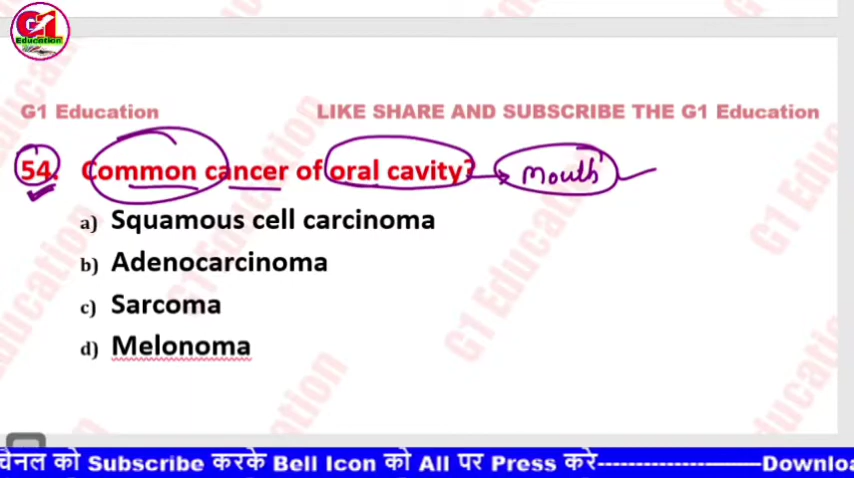 G1
Education
G1 Education LIKE SHARE AND SUBSCRIBE THE G1 Education
54. Common cancer of oral cavity? Mouth
a) Squamous cell carcinoma
b) Adenocarcinoma
c) Sarcoma
d) Melonoma
चैनल को Subscribe करके Bell Icon को All पर Press करे--------------------Downloa